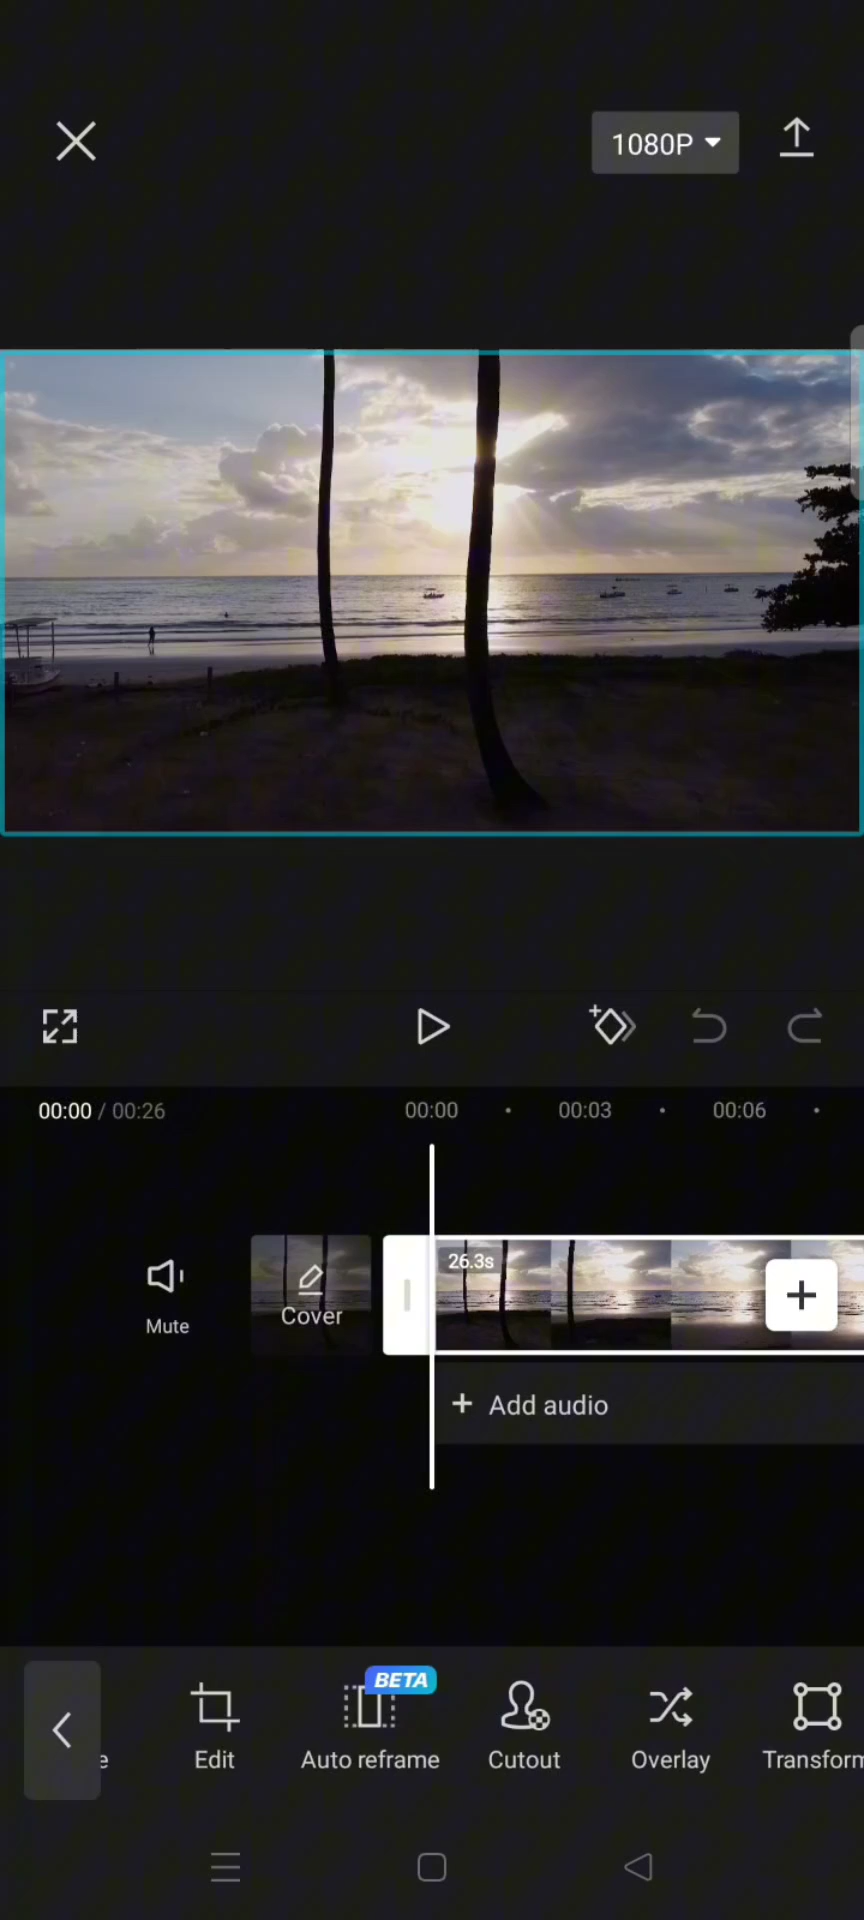 1080P
00:00 / 00:26
00:00
00:03
00:06
Mute
Cover
26.3s
+ Add audio
BETA
e
Edit
Auto reframe
Cutout
Overlay
Transform